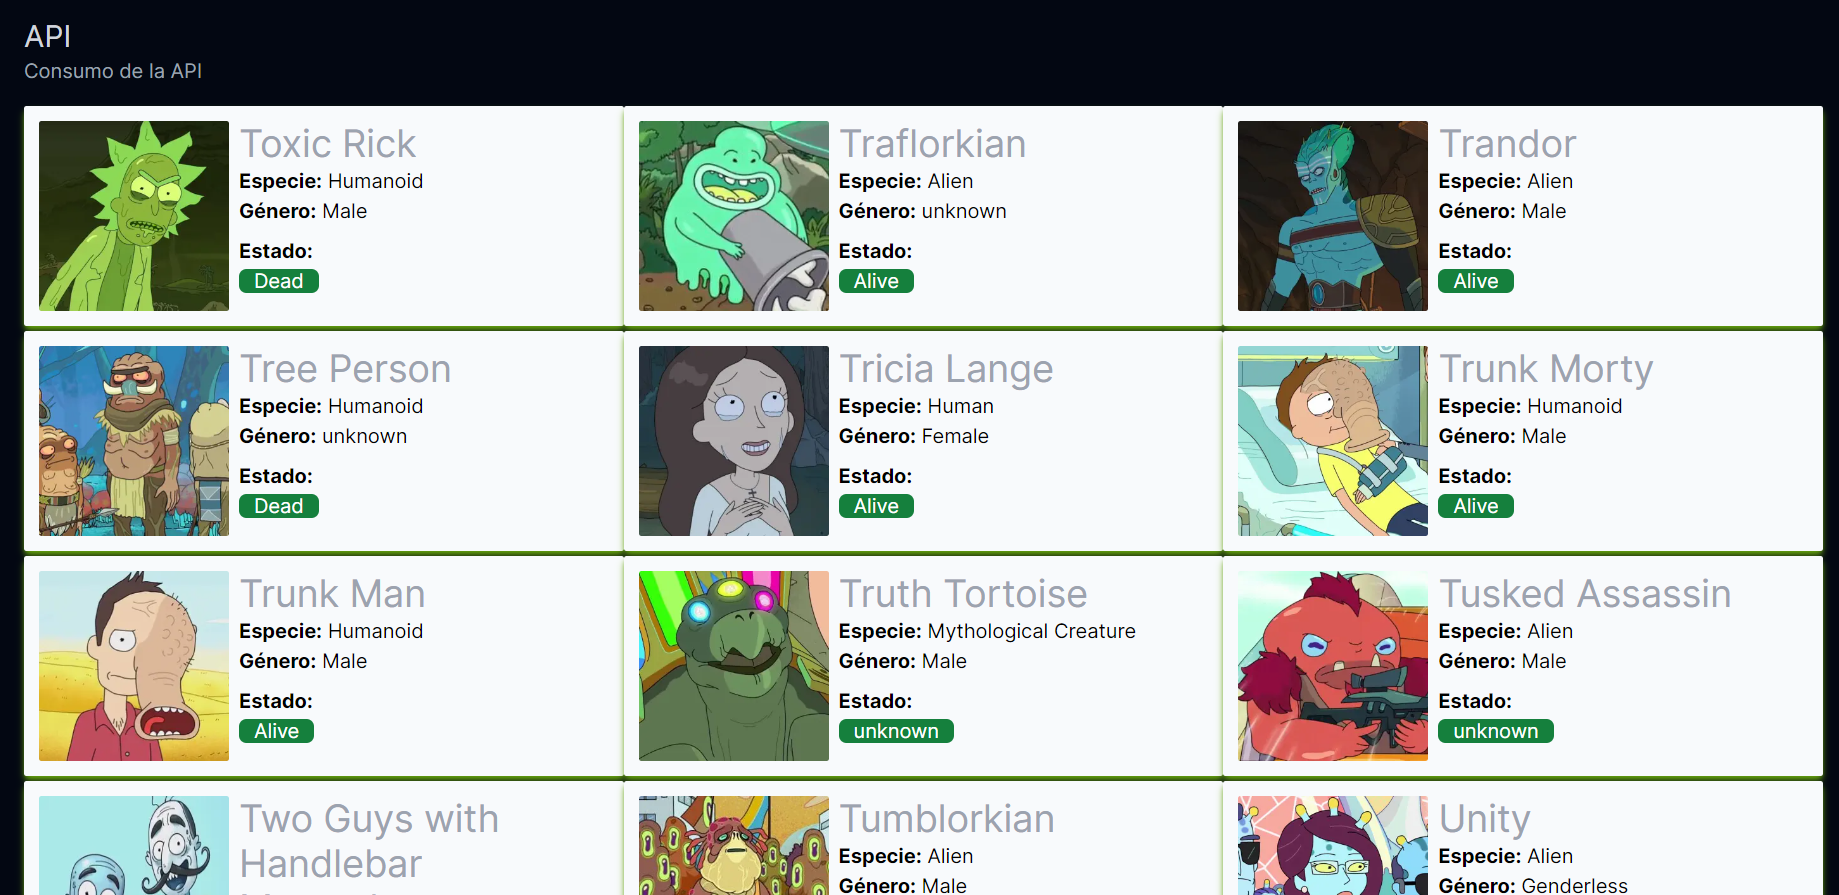 API
Consumo de la API
Toxic Rick
Especie: Humanoid
Género: Male
Estado:
Dead
Traflorkian
Especie: Alien
Género: unknown
Estado:
Alive
Trandor
Especie: Alien
Género: Male
Estado:
Alive
Tree Person
Especie: Humanoid
Género: unknown
Estado:
Dead
Tricia Lange
Especie: Human
Género: Female
Estado:
Alive
Trunk Morty
Especie: Humanoid
Género: Male
Estado:
Alive
Trunk Man
Especie: Humanoid
Género: Male
Estado:
Alive
Truth Tortoise
Especie: Mythological Creature
Género: Male
Estado:
unknown
Tusked Assassin
Especie: Alien
Género: Male
Estado:
unknown
Two Guys with
Handlebar
Tumblorkian
Especie: Alien
Género: Male
Unity
Especie: Alien
Género: Genderless